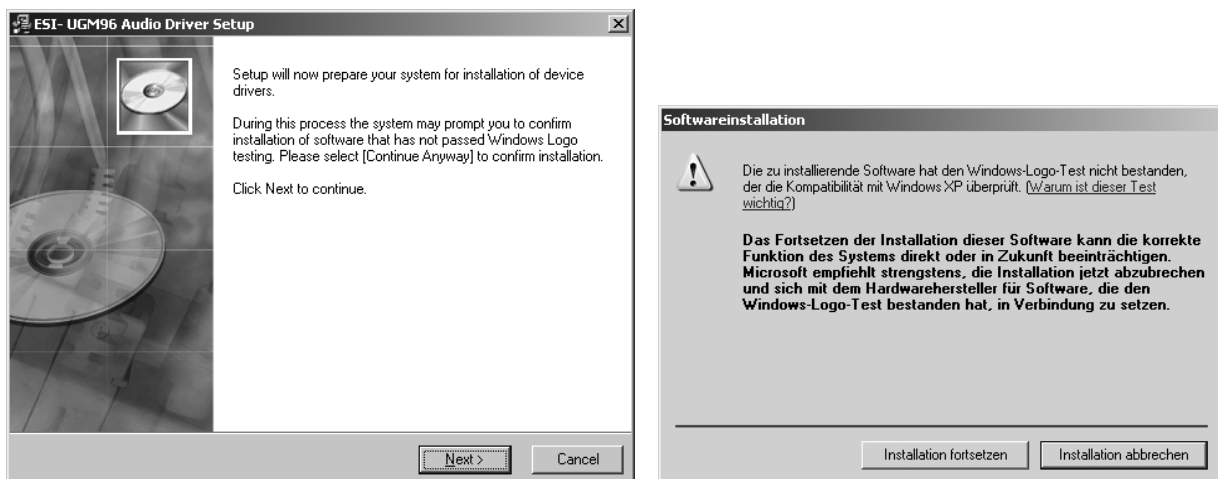 ESI- UGM96 Audio Driver Setup
Setup will now prepare your system for installation of device
drivers.
During this process the system may prompt you to confirm
installation of software that has not passed Windows Logo
testing. Please select [Continue Anyway] to confirm installation.
Click Next to continue.
Next >
Cancel
Softwareinstallation
Die zu installierende Software hat den Windows-Logo-Test nicht bestanden,
der die Kompatibilität mit Windows XP überprüft. (Warum ist dieser Test
wichtig?)
Das Fortsetzen der Installation dieser Software kann die korrekte
Funktion des Systems direkt oder in Zukunft beeinträchtigen.
Microsoft empfiehlt strengstens, die Installation jetzt abzubrechen
und sich mit dem Hardwarehersteller für Software, die den
Windows-Logo-Test bestanden hat, in Verbindung zu setzen.
Installation fortsetzen
Installation abbrechen